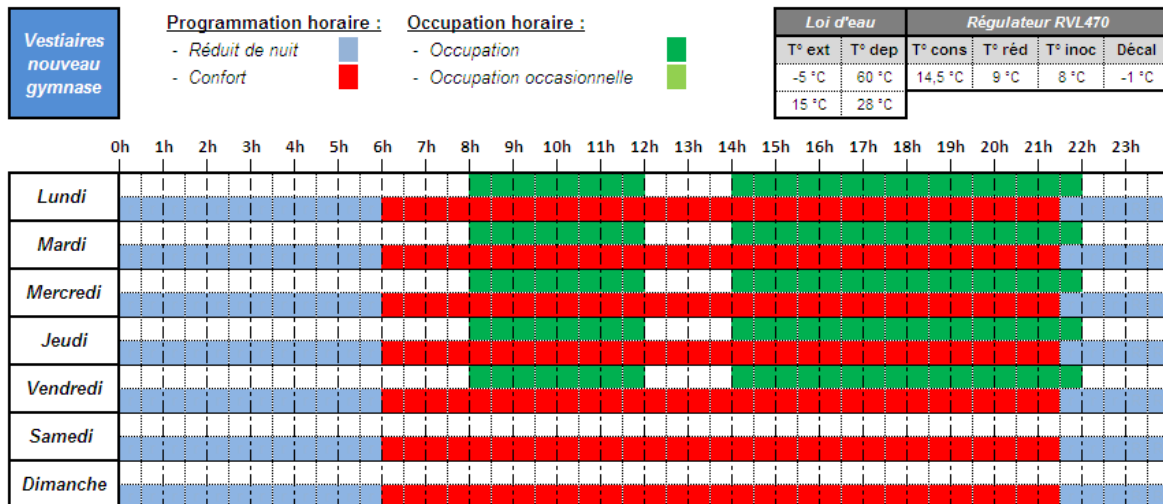 Vestiaires
nouveau
gymnase
Programmation horaire :
- Réduit de nuit
- Confort
Occupation horaire :
- Occupation
- Occupation occasionnelle
Loi d'eau Régulateur RVL470
T° ext T° dep T° cons T° réd T° inoc Décal
-5 °C 60 °C 14,5 °C 9 °C 8 °C -1 °C
15 °C 28 °C
0h 1h 2h 3h 4h 5h 6h 7h 8h 9h 10h 11h 12h 13h 14h 15h 16h 17h 18h 19h 20h 21h 22h 23h
Lundi
Mardi
Mercredi
Jeudi
Vendredi
Samedi
Dimanche